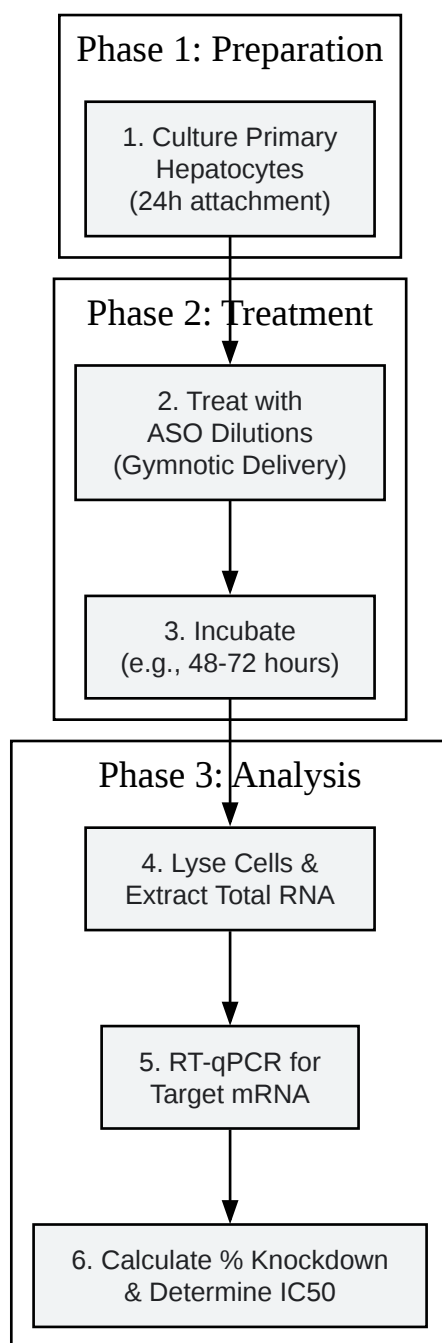 Phase 1: Preparation
1. Culture Primary
Hepatocytes
(24h attachment)
Phase 2: Treatment
2. Treat with
ASO Dilutions
(Gymnotic Delivery)
3. Incubate
(e.g., 48-72 hours)
Phase 3: Analysis
4. Lyse Cells &
Extract Total RNA
5. RT-qPCR for
Target mRNA
6. Calculate % Knockdown
& Determine IC50